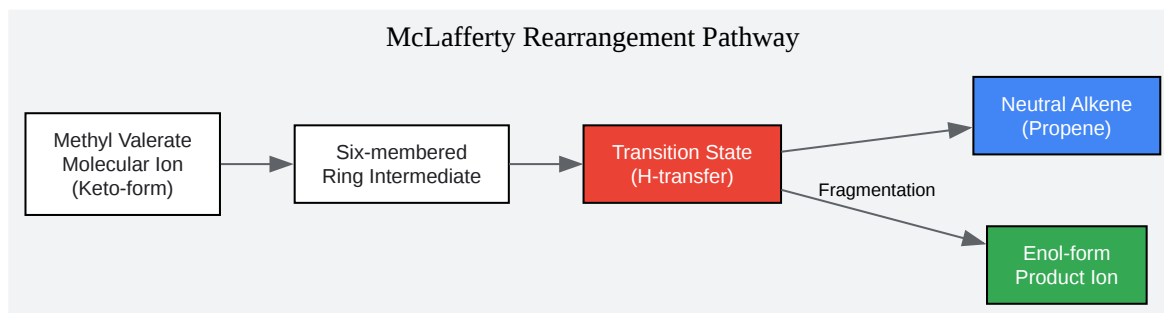 McLafferty Rearrangement Pathway
Methyl Valerate
Molecular Ion
(Keto-form)
Six-membered
Ring Intermediate
Transition State
(H-transfer)
Fragmentation
Neutral Alkene
(Propene)
Enol-form
Product Ion